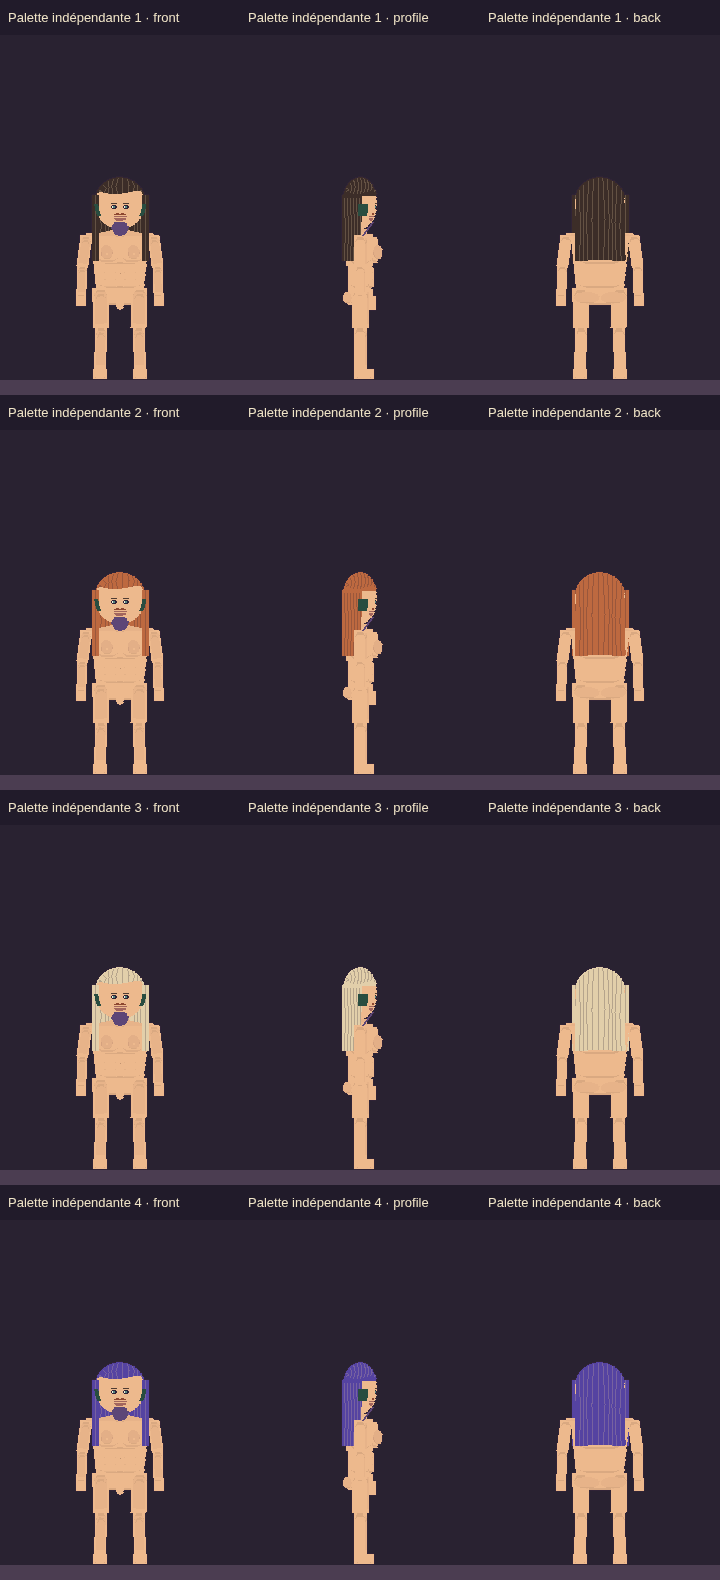 Palette indépendante 1 · front
Palette indépendante 1 · profile
Palette indépendante 1 · back
Palette indépendante 2 · front
Palette indépendante 2 · profile
Palette indépendante 2 · back
Palette indépendante 3 · front
Palette indépendante 3 · profile
Palette indépendante 3 · back
Palette indépendante 4 · front
Palette indépendante 4 · profile
Palette indépendante 4 · back